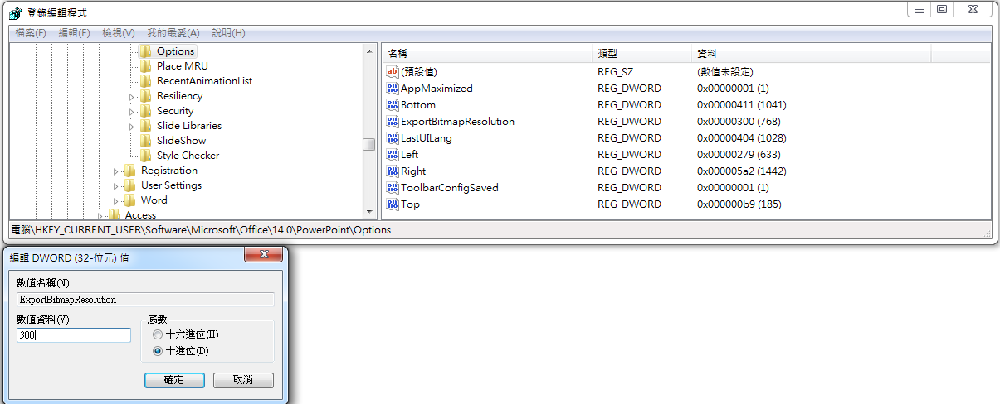 登錄編輯程式
檔案(F) 編輯(E) 檢視(V) 我的最愛(A) 說明(H)
Options
Place MRU
RecentAnimationList
Resiliency
Security
Slide Libraries
SlideShow
Style Checker
Registration
User Settings
Word
Access
名稱 類型 資料
(預設值) REG_SZ (數值未設定)
AppMaximized REG_DWORD 0x00000001 (1)
Bottom REG_DWORD 0x00000411 (1041)
ExportBitmapResolution REG_DWORD 0x00000300 (768)
LastUILang REG_DWORD 0x00000404 (1028)
Left REG_DWORD 0x00000279 (633)
Right REG_DWORD 0x000005a2 (1442)
ToolbarConfigSaved REG_DWORD 0x00000001 (1)
Top REG_DWORD 0x000000b9 (185)
電腦\HKEY_CURRENT_USER\Software\Microsoft\Office\14.0\PowerPoint\Options
編輯 DWORD (32-位元) 值
數值名稱(N):
ExportBitmapResolution
數值資料(V):
300
底數
十六進位(H)
十進位(D)
確定 取消